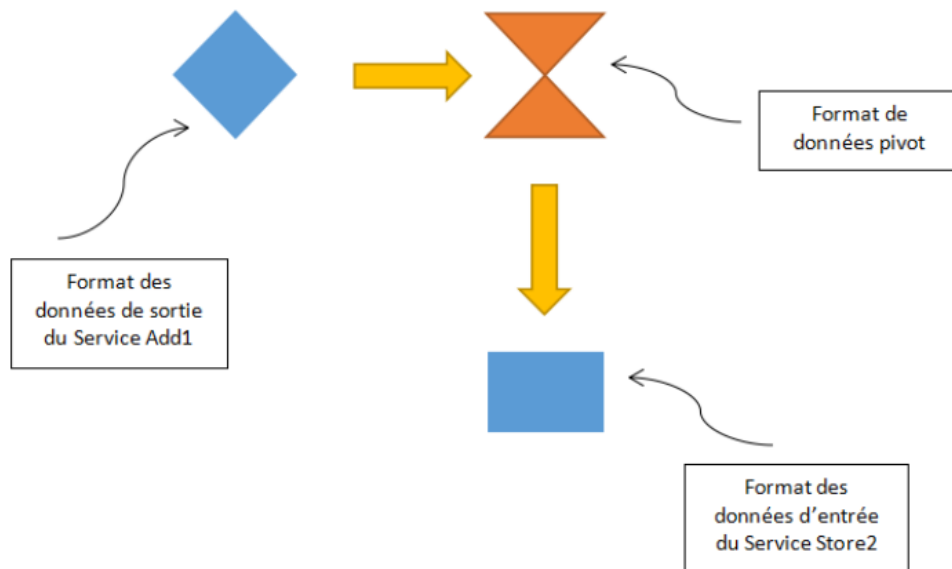 Format de
données pivot
Format des
données de sortie
du Service Add1
Format des
données d’entrée
du Service Store2